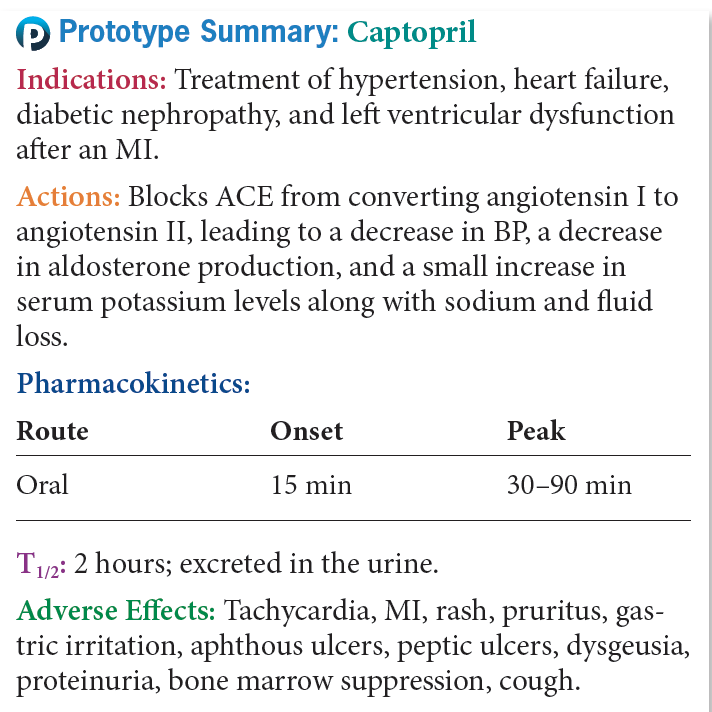 P Prototype Summary: Captopril
Indications: Treatment of hypertension, heart failure,
diabetic nephropathy, and left ventricular dysfunction
after an MI.
Actions: Blocks ACE from converting angiotensin I to
angiotensin II, leading to a decrease in BP, a decrease
in aldosterone production, and a small increase in
serum potassium levels along with sodium and fluid
loss.
Pharmacokinetics:
Route Onset Peak
Oral 15 min 30–90 min
T1/2: 2 hours; excreted in the urine.
Adverse Effects: Tachycardia, MI, rash, pruritus, gas-
tric irritation, aphthous ulcers, peptic ulcers, dysgeusia,
proteinuria, bone marrow suppression, cough.